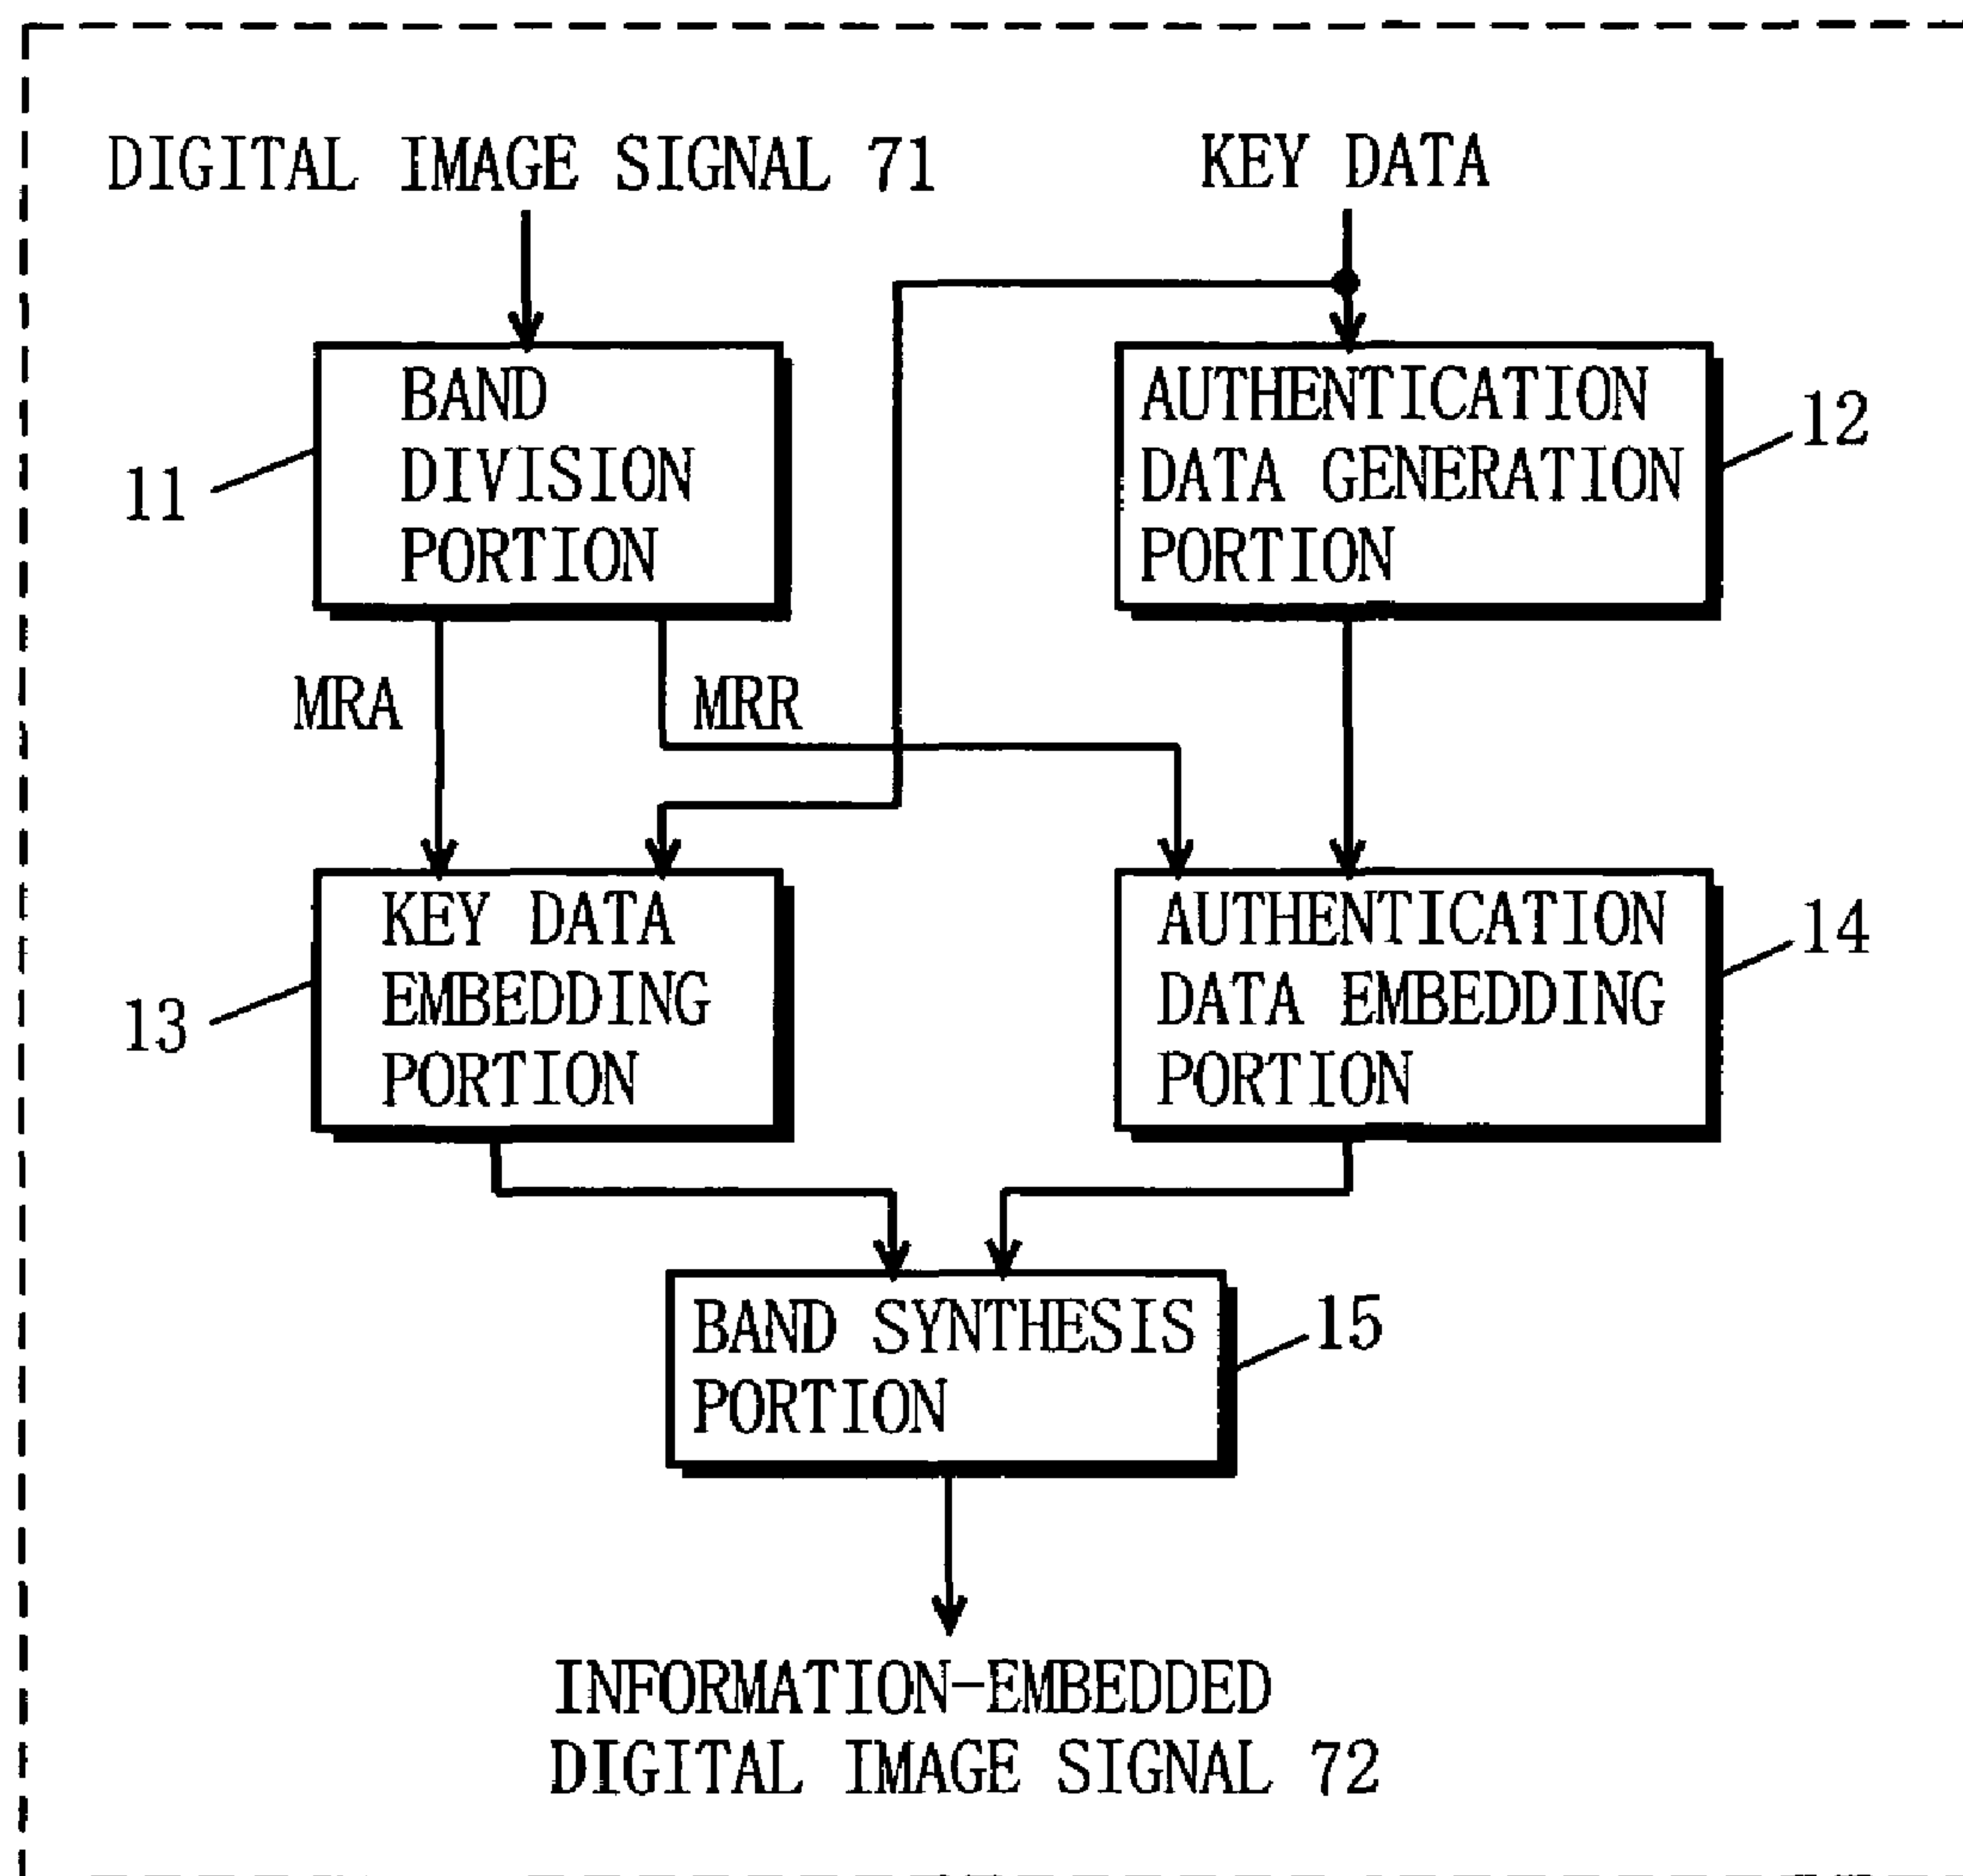 DIGITAL IMAGE SIGNAL 71
KEY DATA
BAND
DIVISION
PORTION
11
AUTHENTICATION
DATA GENERATION
PORTION
12
MRA
MRR
KEY DATA
EMBEDDING
PORTION
13
AUTHENTICATION
DATA EMBEDDING
PORTION
14
BAND SYNTHESIS
PORTION
15
INFORMATION-EMBEDDED
DIGITAL IMAGE SIGNAL 72